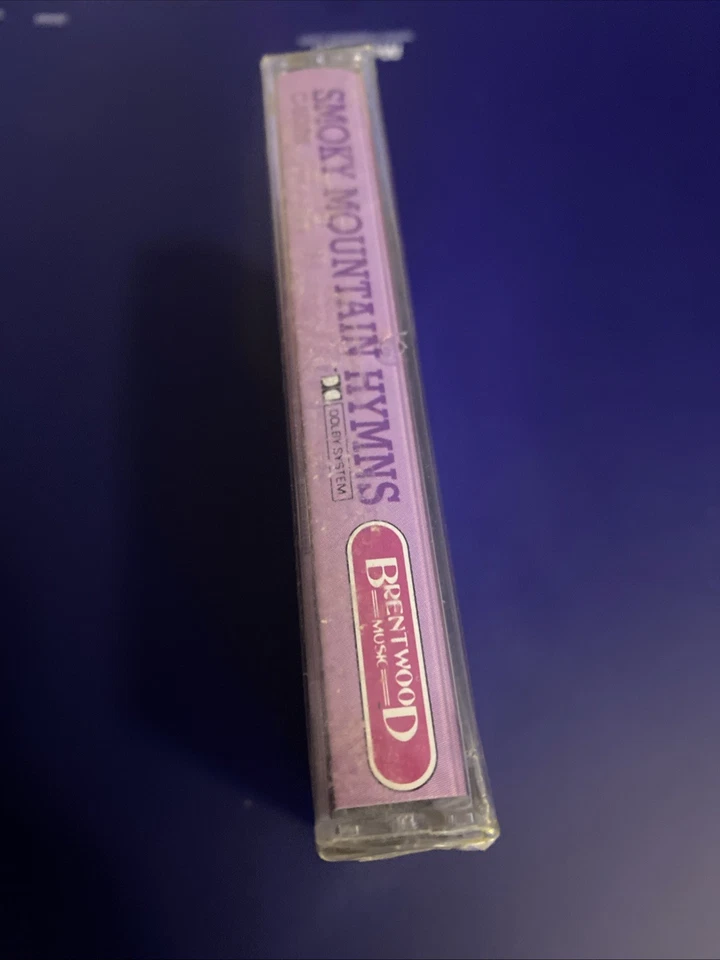 SMOKY MOUNTAIN HYMNS
DOLBY SYSTEM
BRENTWOOD
MUSIC